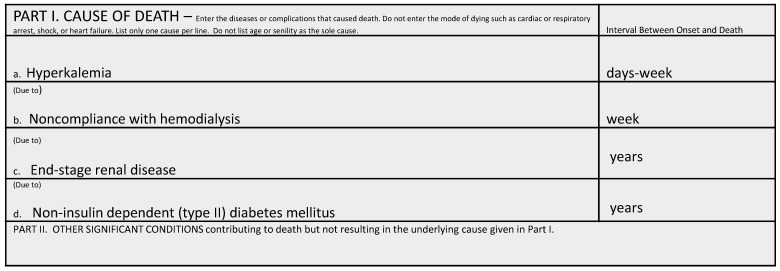 PART I. CAUSE OF DEATH – Enter the diseases or complications that caused death. Do not enter the mode of dying such as cardiac or respiratory
arrest, shock, or heart failure. List only one cause per line. Do not list age or senility as the sole cause.
Interval Between Onset and Death
a. Hyperkalemia
days-week
(Due to)
b. Noncompliance with hemodialysis
week
(Due to)
c. End-stage renal disease
years
(Due to)
d. Non-insulin dependent (type II) diabetes mellitus
years
PART II. OTHER SIGNIFICANT CONDITIONS contributing to death but not resulting in the underlying cause given in Part I.